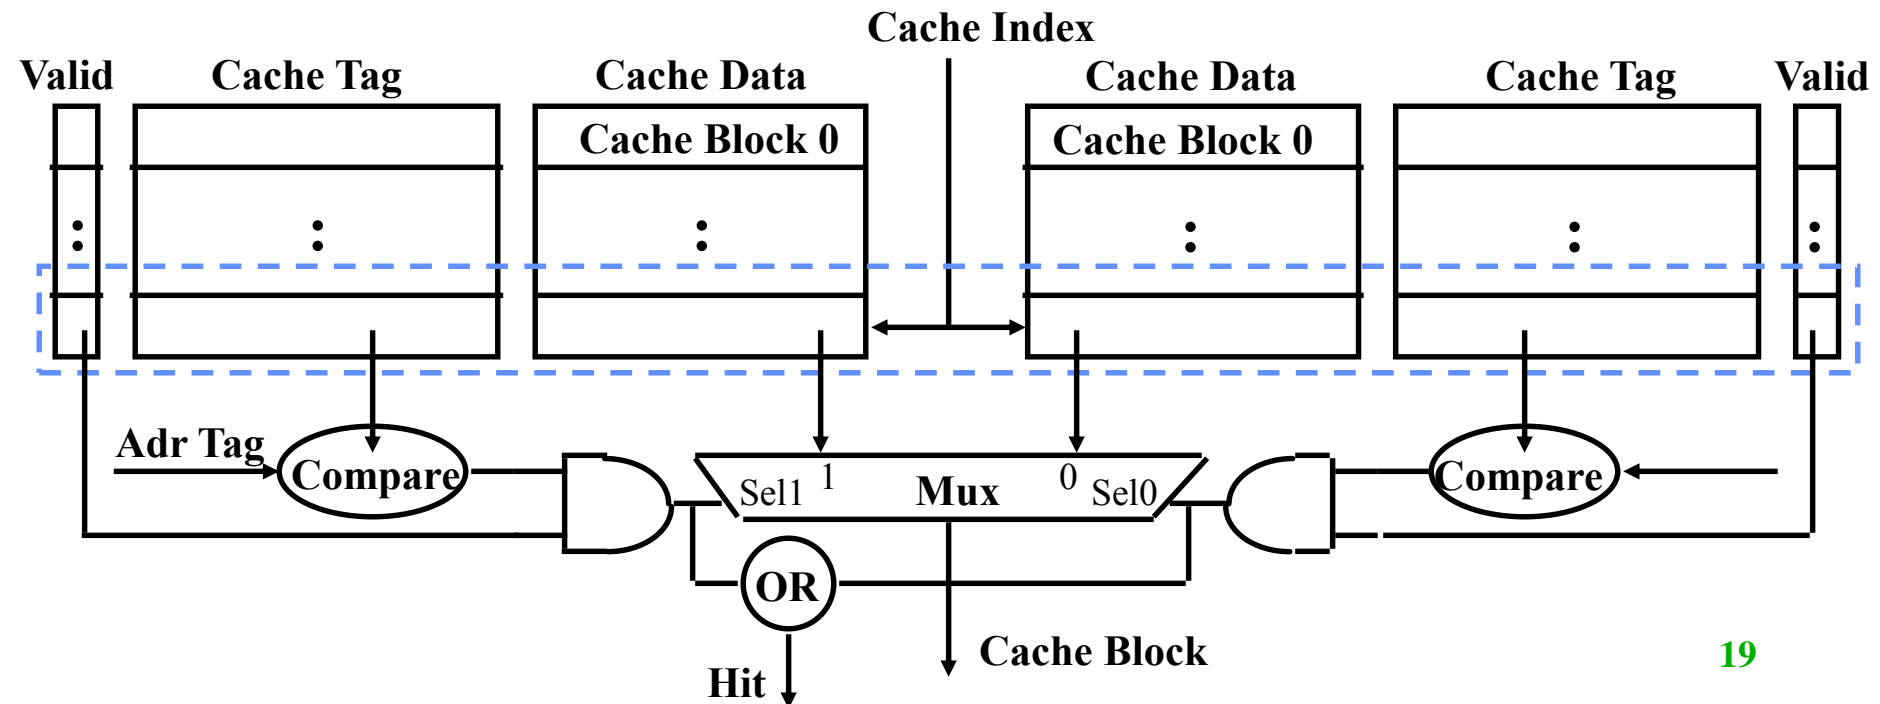 Cache Index
Valid Cache Tag Cache Data Cache Data Cache Tag Valid
Cache Block 0 Cache Block 0
: : : : : :
Adr Tag
Compare Sel1 1 Mux 0 Sel0 Compare
OR
Cache Block
19
Hit